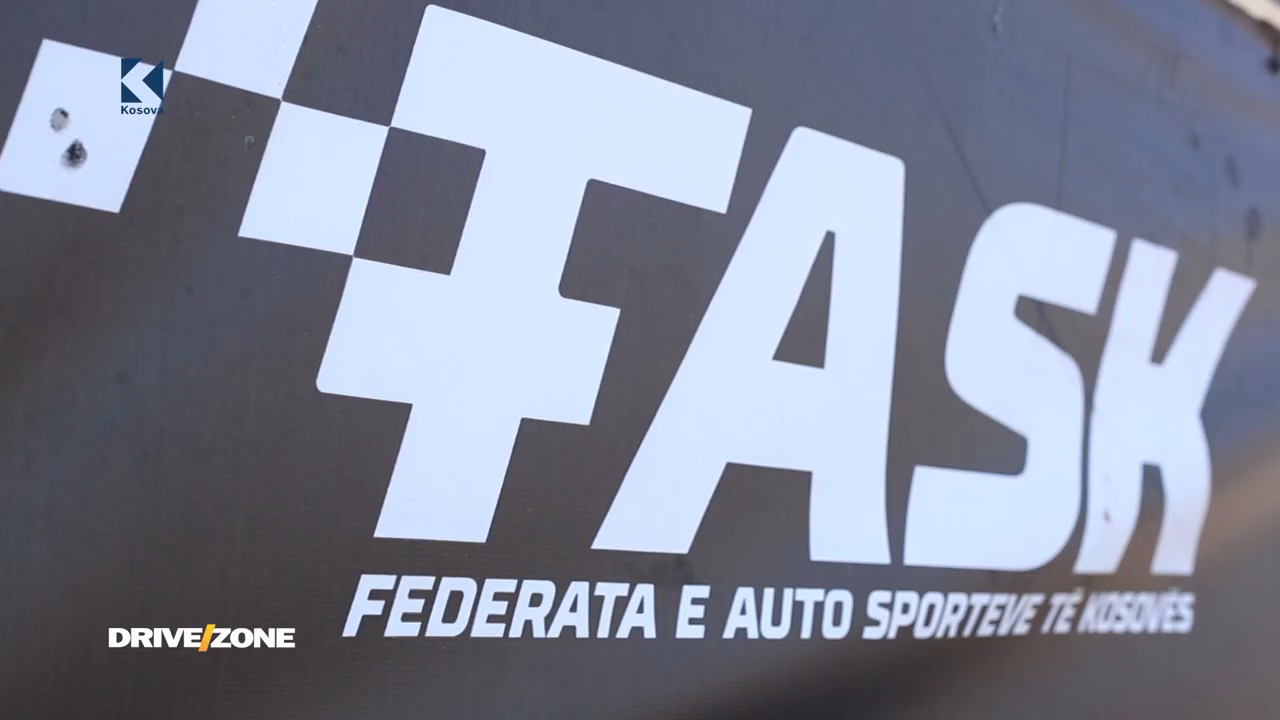 Kosova
FASK
FEDERATA E AUTO SPORTEVE TË KOSOVËS
DRIVE/ZONE